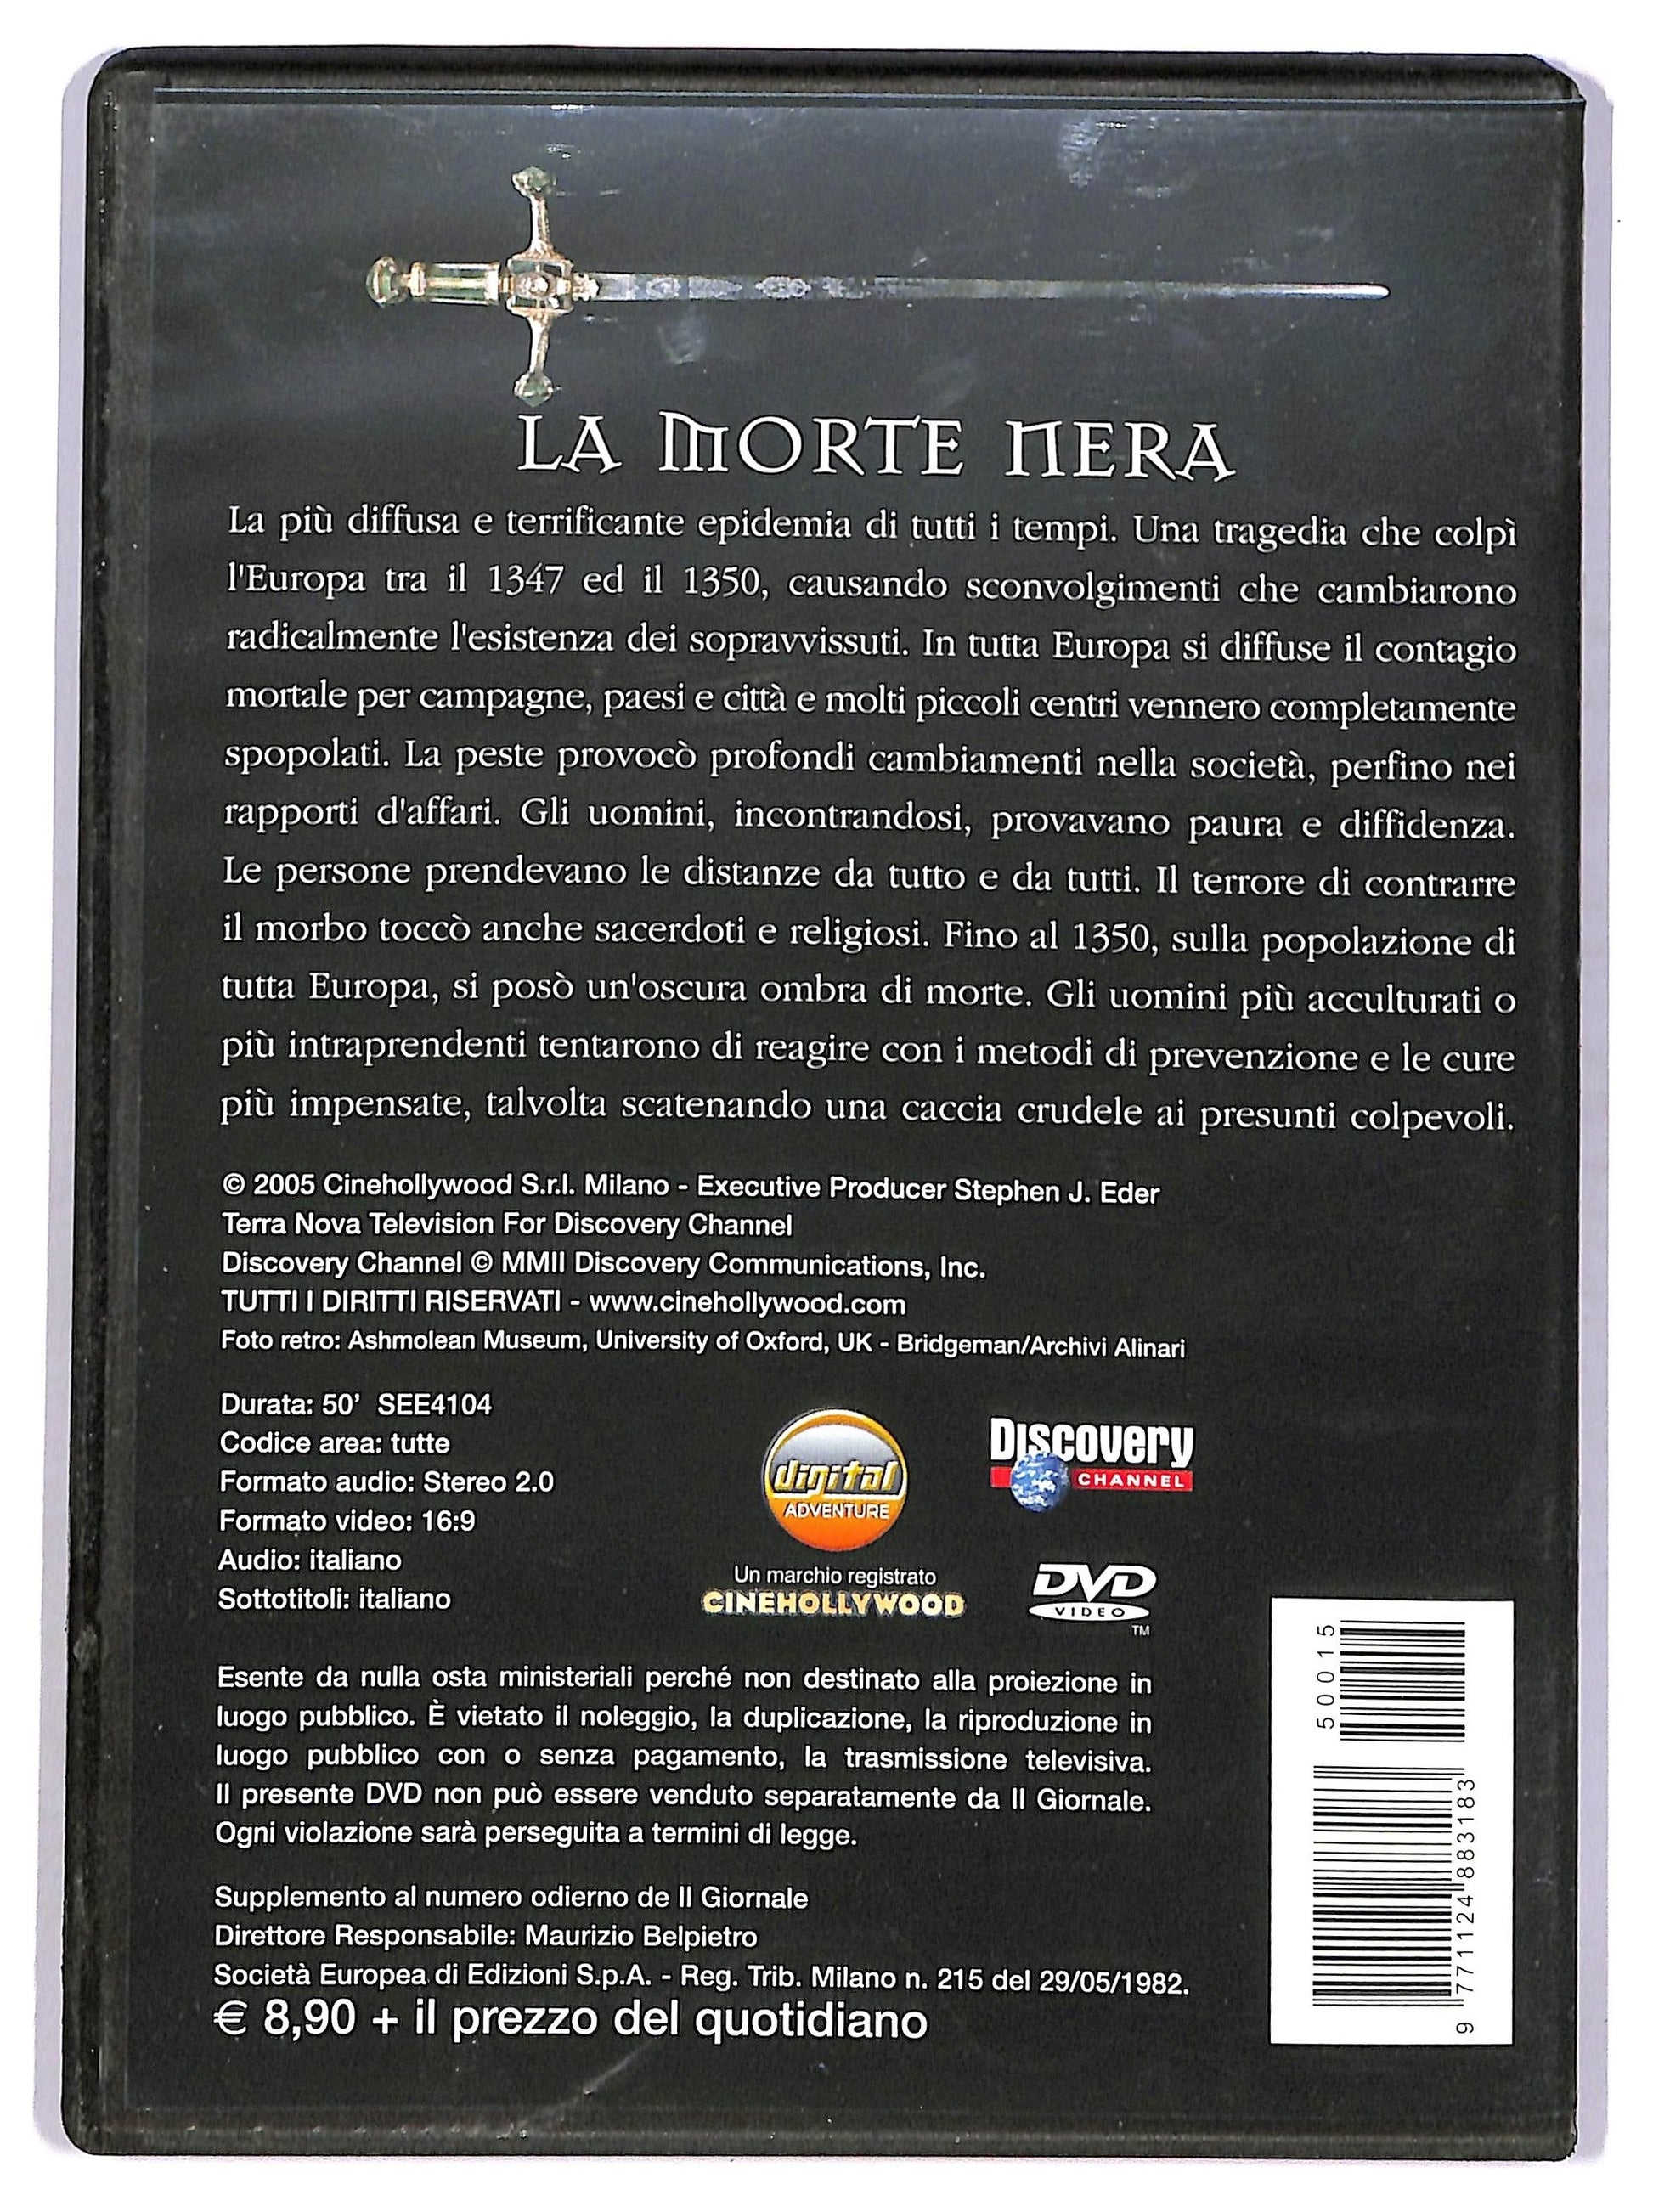 LA MORTE NERA
La più diffusa e terrificante epidemia di tutti i tempi. Una tragedia che colpì
l'Europa tra il 1347 ed il 1350, causando sconvolgimenti che cambiarono
radicalmente l'esistenza dei sopravvissuti. In tutta Europa si diffuse il contagio
mortale per campagne, paesi e città e molti piccoli centri vennero completamente
spopolati. La peste provocò profondi cambiamenti nella società, perfino nei
rapporti d'affari. Gli uomini, incontrandosi, provavano paura e diffidenza.
Le persone prendevano le distanze da tutto e da tutti. Il terrore di contrarre
il morbo toccò anche sacerdoti e religiosi. Fino al 1350, sulla popolazione di
tutta Europa, si posò un'oscura ombra di morte. Gli uomini più acculturati o
più intraprendenti tentarono di reagire con i metodi di prevenzione e le cure
più impensate, talvolta scatenando una caccia crudele ai presunti colpevoli.
© 2005 Cinehollywood S.r.l. Milano - Executive Producer Stephen J. Eder
Terra Nova Television For Discovery Channel
Discovery Channel © MMII Discovery Communications, Inc.
TUTTI I DIRITTI RISERVATI - www.cinehollywood.com
Foto retro: Ashmolean Museum, University of Oxford, UK - Bridgeman/Archivi Alinari
Durata: 50' SEE4104
Codice area: tutte
Formato audio: Stereo 2.0
Formato video: 16:9
Audio: italiano
Sottotitoli: italiano
digital
ADVENTURE
Un marchio registrato
CINEHOLLYWOOD
Discovery
CHANNEL
DVD
VIDEO
TM
Esente da nulla osta ministeriali perché non destinato alla proiezione in
luogo pubblico. È vietato il noleggio, la duplicazione, la riproduzione in
luogo pubblico con o senza pagamento, la trasmissione televisiva.
Il presente DVD non può essere venduto separatamente da Il Giornale.
Ogni violazione sarà perseguita a termini di legge.
Supplemento al numero odierno de Il Giornale
Direttore Responsabile: Maurizio Belpietro
Società Europea di Edizioni S.p.A. - Reg. Trib. Milano n. 215 del 29/05/1982.
€ 8,90 + il prezzo del quotidiano
50015
9 771124 883183